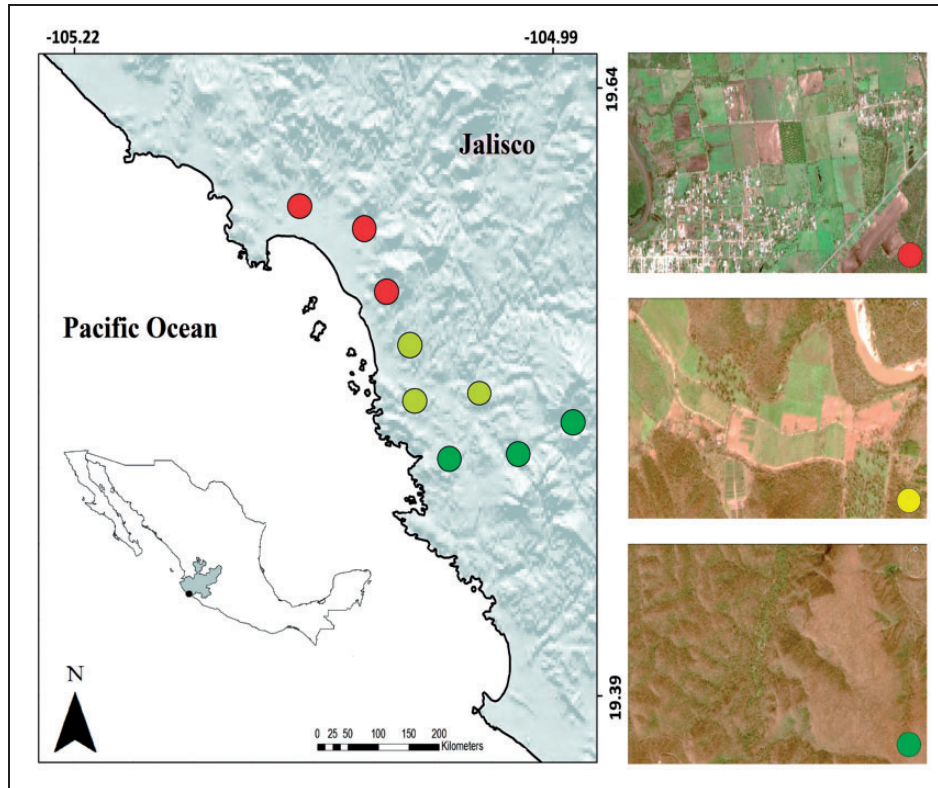 -105.22
-104.99
19.64
Jalisco
Pacific Ocean
19.39
N
0 25 50 100 150 200
Kilometers